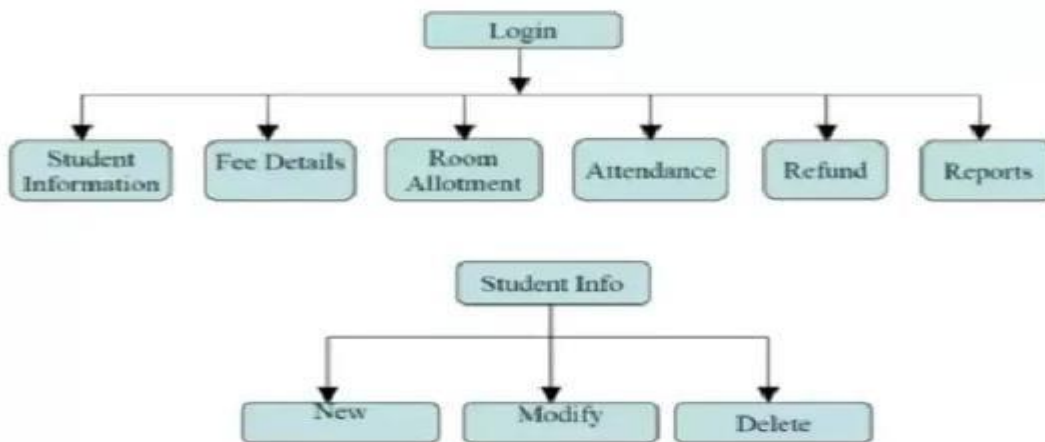 Login
Student
Information
Fee Details
Room
Allotment
Attendance
Refund
Reports
Student Info
New
Modify
Delete